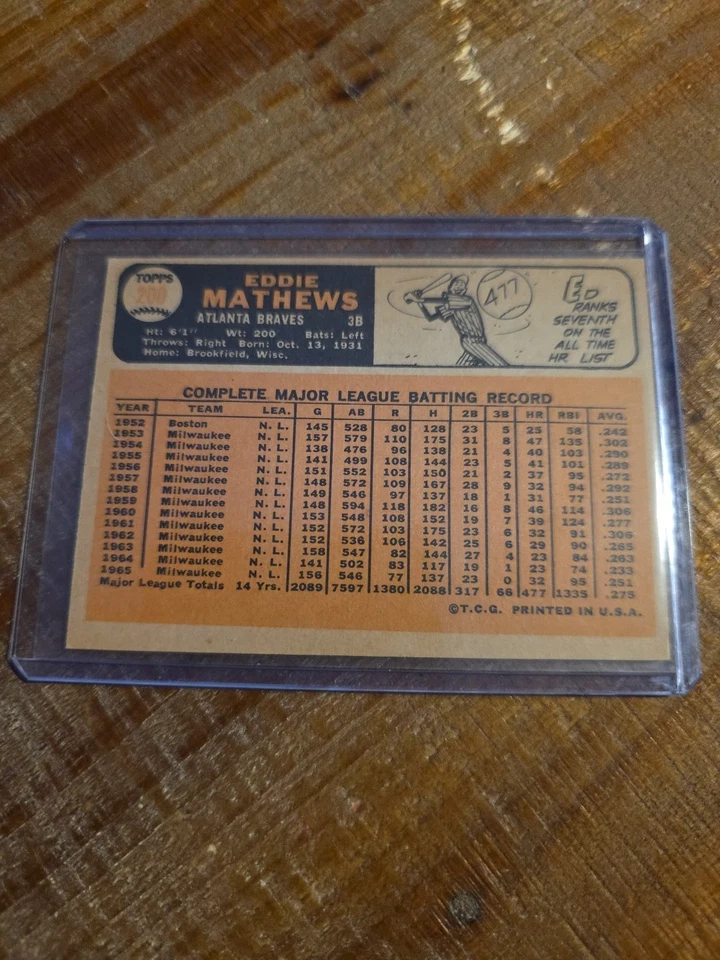 TOPPS
200
EDDIE
MATHEWS
ATLANTA BRAVES 3B
Ht: 6'1" Wt: 200 Bats: Left
Throws: Right Born: Oct. 13, 1931
Home: Brookfield, Wisc.
477
ED
RANKS
SEVENTH
ON THE
ALL TIME
HR LIST
COMPLETE MAJOR LEAGUE BATTING RECORD
YEAR TEAM LEA. G AB R H 2B 3B HR RBI AVG.
1952 Boston N. L. 145 528 80 128 23 5 25 58 .242
1953 Milwaukee N. L. 157 579 110 175 31 8 47 135 .302
1954 Milwaukee N. L. 138 476 96 138 21 4 40 103 .290
1955 Milwaukee N. L. 141 499 108 144 23 5 41 101 .289
1956 Milwaukee N. L. 151 552 103 150 21 2 37 95 .272
1957 Milwaukee N. L. 148 572 109 167 28 9 32 94 .292
1958 Milwaukee N. L. 149 546 97 137 18 1 31 77 .251
1959 Milwaukee N. L. 148 594 118 182 16 8 46 114 .306
1960 Milwaukee N. L. 153 548 108 152 19 7 39 124 .277
1961 Milwaukee N. L. 152 572 103 175 23 6 32 91 .306
1962 Milwaukee N. L. 152 536 106 142 25 6 29 90 .265
1963 Milwaukee N. L. 158 547 82 144 27 4 23 84 .263
1964 Milwaukee N. L. 141 502 83 117 19 1 23 74 .233
1965 Milwaukee N. L. 156 546 77 137 23 0 32 95 .251
Major League Totals 14 Yrs. 2089 7597 1380 2088 317 66 477 1335 .275
©T.C.G. PRINTED IN U.S.A.